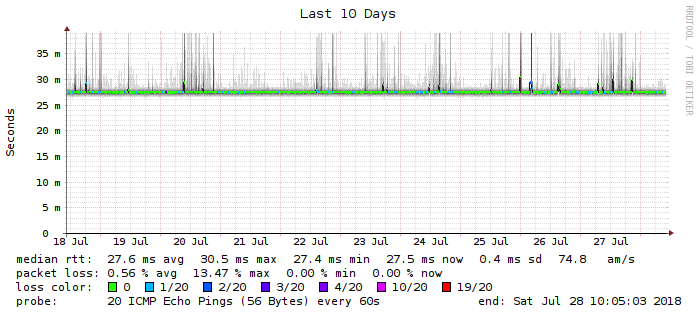 Last 10 Days
RRDTOOL / TOBI OETIKER
Seconds
35 m
30 m
25 m
20 m
15 m
10 m
5 m
0
18 Jul 19 Jul 20 Jul 21 Jul 22 Jul 23 Jul 24 Jul 25 Jul 26 Jul 27 Jul
median rtt: 27.6 ms avg 30.5 ms max 27.4 ms min 27.5 ms now 0.4 ms sd 74.8 am/s
packet loss: 0.56 % avg 13.47 % max 0.00 % min 0.00 % now
loss color: 0 1/20 2/20 3/20 4/20 10/20 19/20
probe: 20 ICMP Echo Pings (56 Bytes) every 60s end: Sat Jul 28 10:05:03 2018